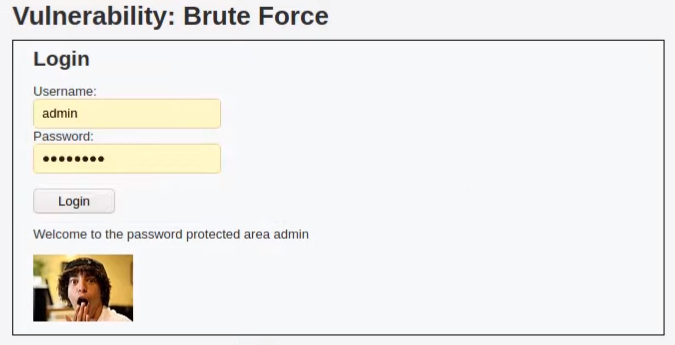 Vulnerability: Brute Force
Login
Username:
admin
Password:
••••••••
Login
Welcome to the password protected area admin